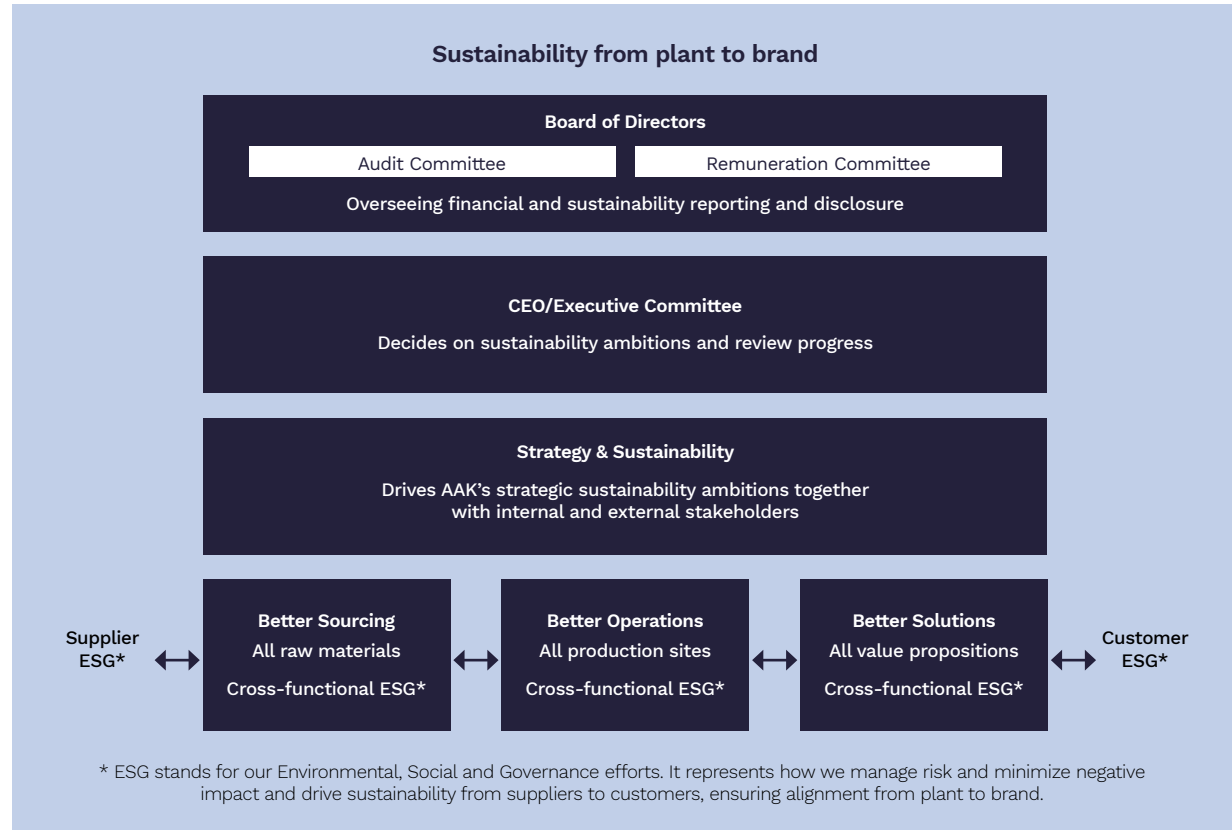 Sustainability from plant to brand
Board of Directors
Audit Committee
Remuneration Committee
Overseeing financial and sustainability reporting and disclosure
CEO/Executive Committee
Decides on sustainability ambitions and review progress
Strategy & Sustainability
Drives AAK’s strategic sustainability ambitions together
with internal and external stakeholders
Supplier
ESG*
Better Sourcing
All raw materials
Cross-functional ESG*
Better Operations
All production sites
Cross-functional ESG*
Better Solutions
All value propositions
Cross-functional ESG*
Customer
ESG*
* ESG stands for our Environmental, Social and Governance efforts. It represents how we manage risk and minimize negative
impact and drive sustainability from suppliers to customers, ensuring alignment from plant to brand.